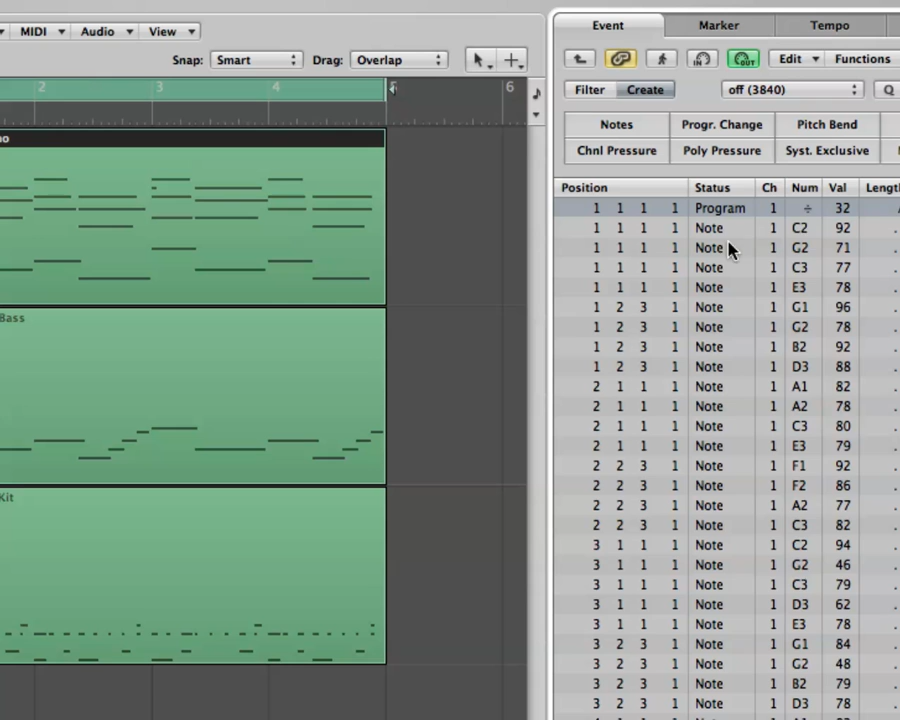 MIDI Audio View
Snap: Smart Drag: Overlap
2 3 4 5 6
Bass
Kit
Event Marker Tempo
IN OUT Edit Functions
Filter Create off (3840) Q
Notes Progr. Change Pitch Bend
Chnl Pressure Poly Pressure Syst. Exclusive
Position Status Ch Num Val Length
1 1 1 1 Program 1 ÷ 32
1 1 1 1 Note 1 C2 92
1 1 1 1 Note 1 G2 71
1 1 1 1 Note 1 C3 77
1 1 1 1 Note 1 E3 78
1 2 3 1 Note 1 G1 96
1 2 3 1 Note 1 G2 78
1 2 3 1 Note 1 B2 92
1 2 3 1 Note 1 D3 88
2 1 1 1 Note 1 A1 82
2 1 1 1 Note 1 A2 78
2 1 1 1 Note 1 C3 80
2 1 1 1 Note 1 E3 79
2 2 3 1 Note 1 F1 92
2 2 3 1 Note 1 F2 86
2 2 3 1 Note 1 A2 77
2 2 3 1 Note 1 C3 82
3 1 1 1 Note 1 C2 94
3 1 1 1 Note 1 G2 46
3 1 1 1 Note 1 C3 79
3 1 1 1 Note 1 D3 62
3 1 1 1 Note 1 E3 78
3 2 3 1 Note 1 G1 84
3 2 3 1 Note 1 G2 48
3 2 3 1 Note 1 B2 79
3 2 3 1 Note 1 D3 78